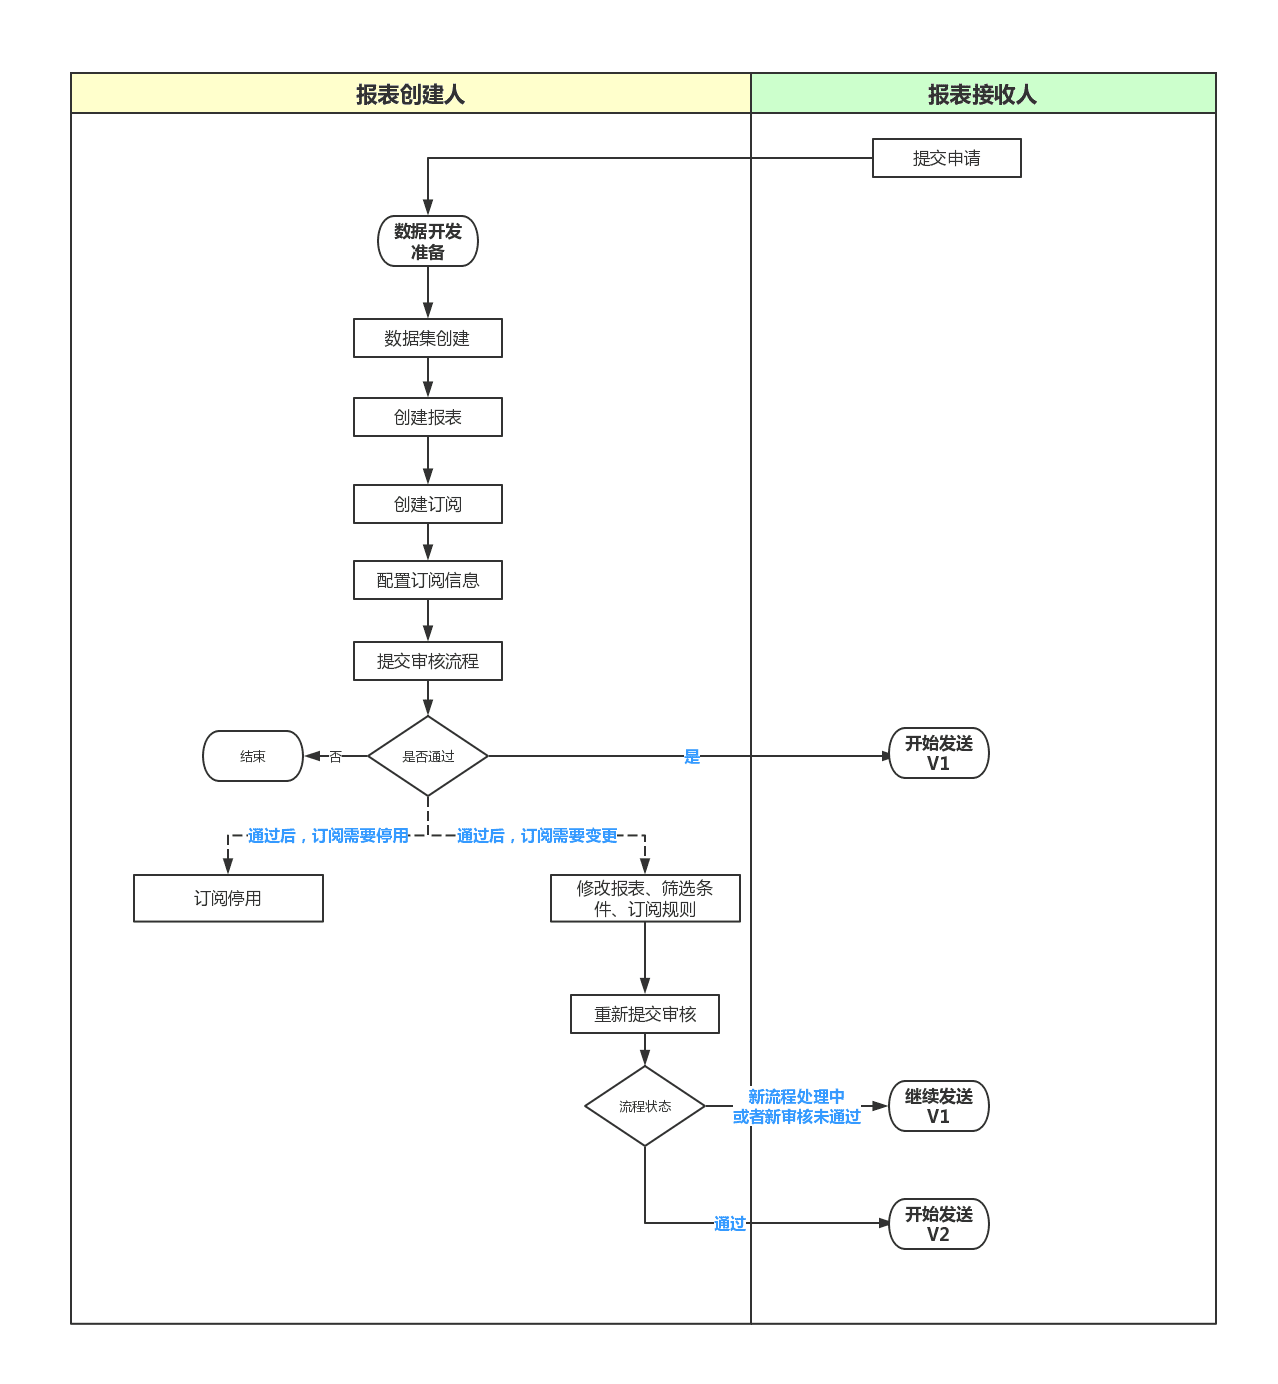 报表创建人
报表接收人
提交申请
数据开发
准备
数据集创建
创建报表
创建订阅
配置订阅信息
提交审核流程
结束
否
是否通过
是
开始发送
V1
通过后，订阅需要停用
通过后，订阅需要变更
订阅停用
修改报表、筛选条
件、订阅规则
重新提交审核
流程状态
新流程处理中
或者新审核未通过
继续发送
V1
通过
开始发送
V2